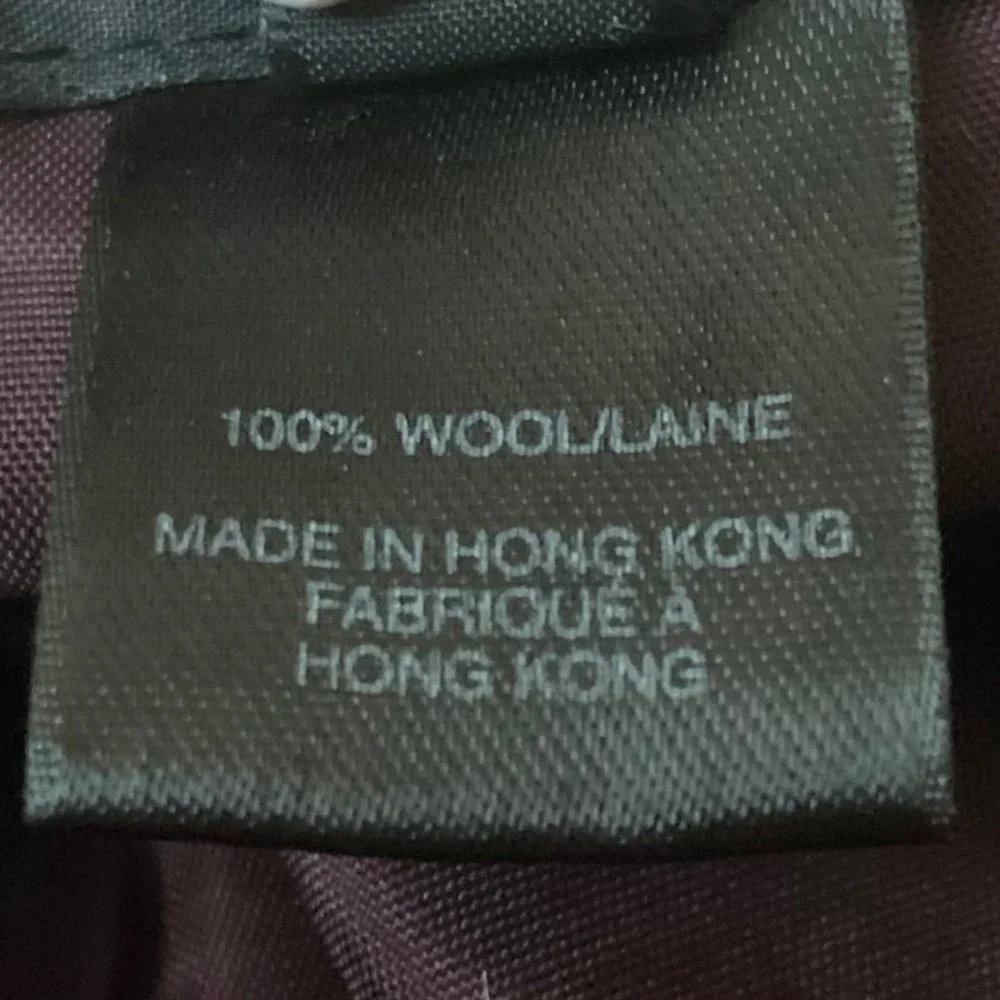 100% WOOL/LAINE
MADE IN HONG KONG
FABRIQUÉ À
HONG KONG